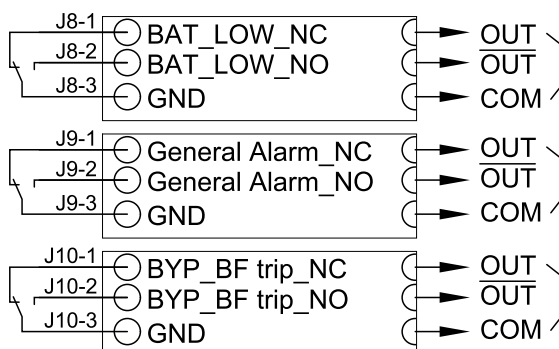 J8-1 BAT_LOW_NC OUT
J8-2 BAT_LOW_NO OUT
J8-3 GND COM
J9-1 General Alarm_NC OUT
J9-2 General Alarm_NO OUT
J9-3 GND COM
J10-1 BYP_BF trip_NC OUT
J10-2 BYP_BF trip_NO OUT
J10-3 GND COM